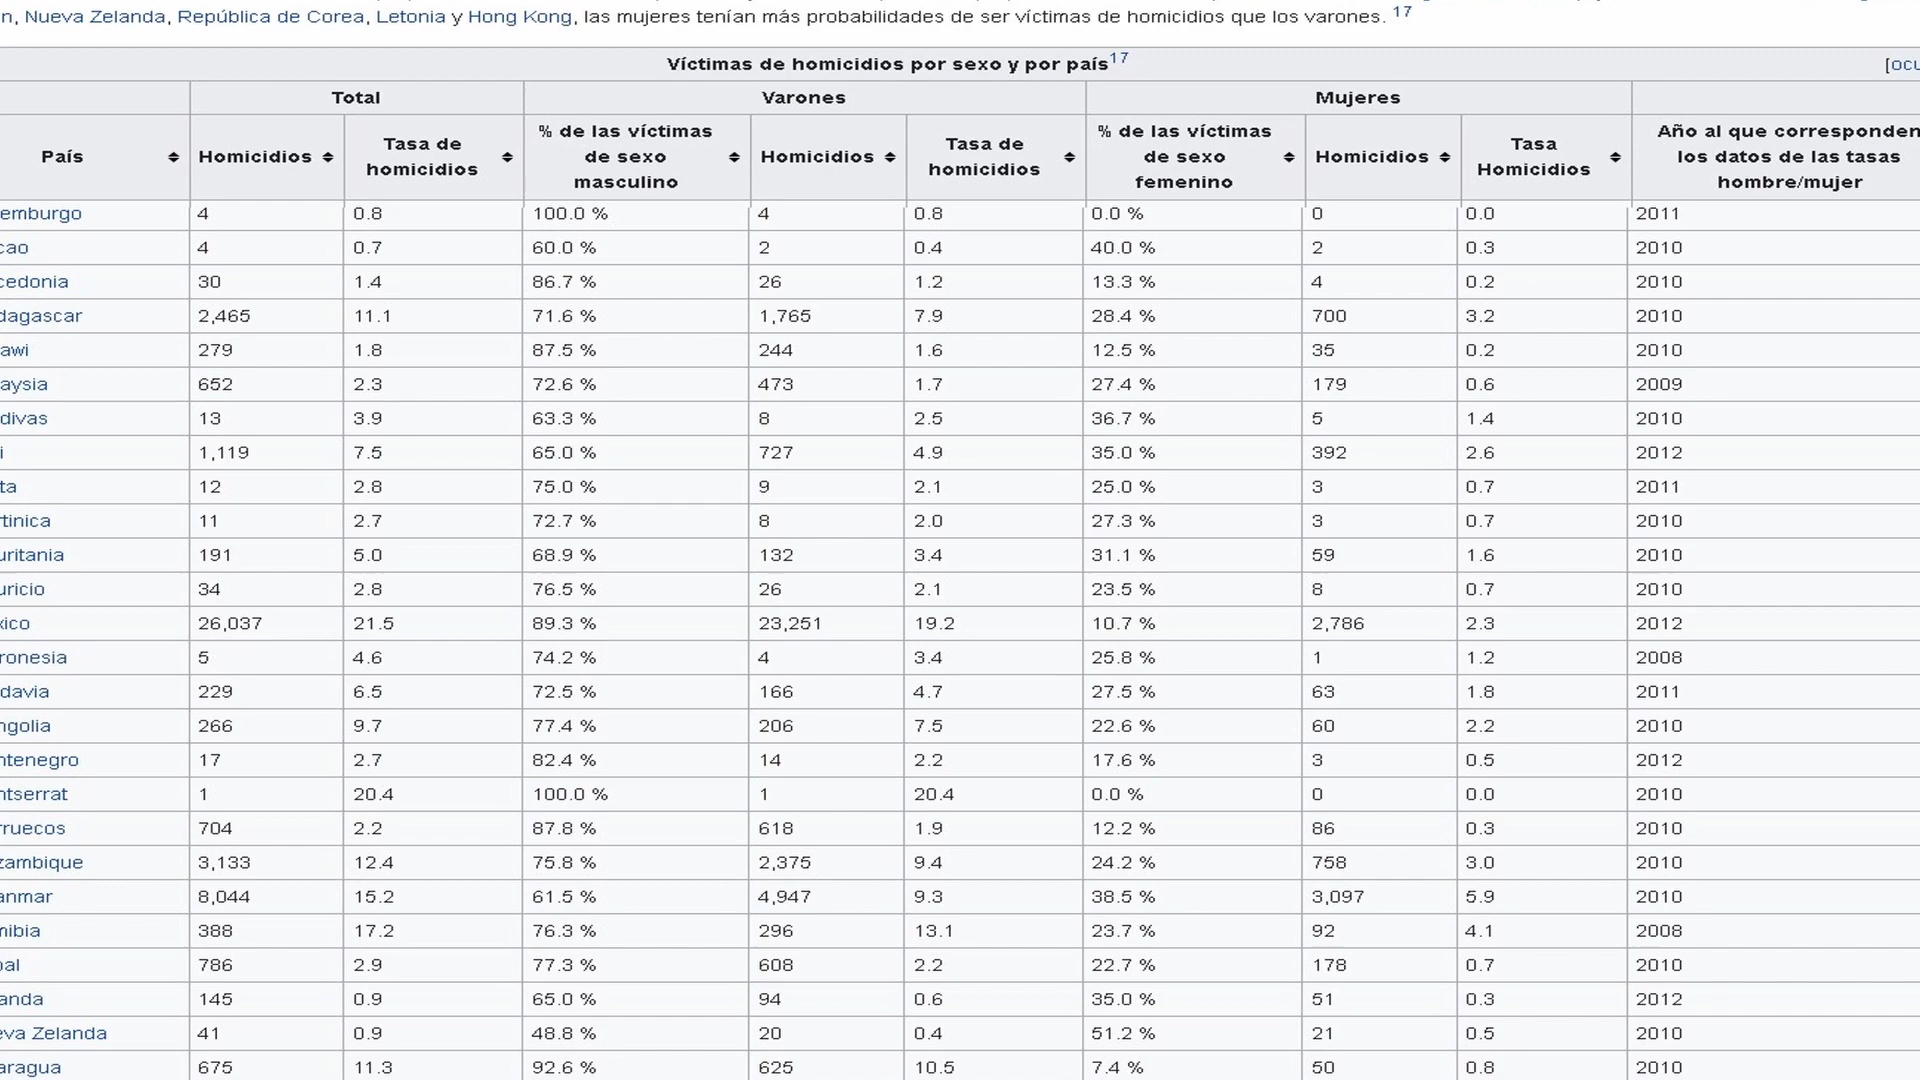 n, Nueva Zelanda, República de Corea, Letonia y Hong Kong, las mujeres tenían más probabilidades de ser víctimas de homicidios que los varones. 17
Víctimas de homicidios por sexo y por país17 [ocu
Total Varones Mujeres
País Homicidios Tasa de homicidios % de las víctimas de sexo masculino Homicidios Tasa de homicidios % de las víctimas de sexo femenino Homicidios Tasa Homicidios Año al que corresponden los datos de las tasas hombre/mujer
emburgo 4 0.8 100.0 % 4 0.8 0.0 % 0 0.0 2011
cao 4 0.7 60.0 % 2 0.4 40.0 % 2 0.3 2010
cedonia 30 1.4 86.7 % 26 1.2 13.3 % 4 0.2 2010
dagascar 2,465 11.1 71.6 % 1,765 7.9 28.4 % 700 3.2 2010
awi 279 1.8 87.5 % 244 1.6 12.5 % 35 0.2 2010
aysia 652 2.3 72.6 % 473 1.7 27.4 % 179 0.6 2009
divas 13 3.9 63.3 % 8 2.5 36.7 % 5 1.4 2010
i 1,119 7.5 65.0 % 727 4.9 35.0 % 392 2.6 2012
ta 12 2.8 75.0 % 9 2.1 25.0 % 3 0.7 2011
tinica 11 2.7 72.7 % 8 2.0 27.3 % 3 0.7 2010
uritania 191 5.0 68.9 % 132 3.4 31.1 % 59 1.6 2010
uricio 34 2.8 76.5 % 26 2.1 23.5 % 8 0.7 2010
xico 26,037 21.5 89.3 % 23,251 19.2 10.7 % 2,786 2.3 2012
ronesia 5 4.6 74.2 % 4 3.4 25.8 % 1 1.2 2008
davia 229 6.5 72.5 % 166 4.7 27.5 % 63 1.8 2011
ngolia 266 9.7 77.4 % 206 7.5 22.6 % 60 2.2 2010
ntenegro 17 2.7 82.4 % 14 2.2 17.6 % 3 0.5 2012
ntserrat 1 20.4 100.0 % 1 20.4 0.0 % 0 0.0 2010
rruecos 704 2.2 87.8 % 618 1.9 12.2 % 86 0.3 2010
zambique 3,133 12.4 75.8 % 2,375 9.4 24.2 % 758 3.0 2010
anmar 8,044 15.2 61.5 % 4,947 9.3 38.5 % 3,097 5.9 2010
mibia 388 17.2 76.3 % 296 13.1 23.7 % 92 4.1 2008
pal 786 2.9 77.3 % 608 2.2 22.7 % 178 0.7 2010
anda 145 0.9 65.0 % 94 0.6 35.0 % 51 0.3 2012
eva Zelanda 41 0.9 48.8 % 20 0.4 51.2 % 21 0.5 2010
aragua 675 11.3 92.6 % 625 10.5 7.4 % 50 0.8 2010